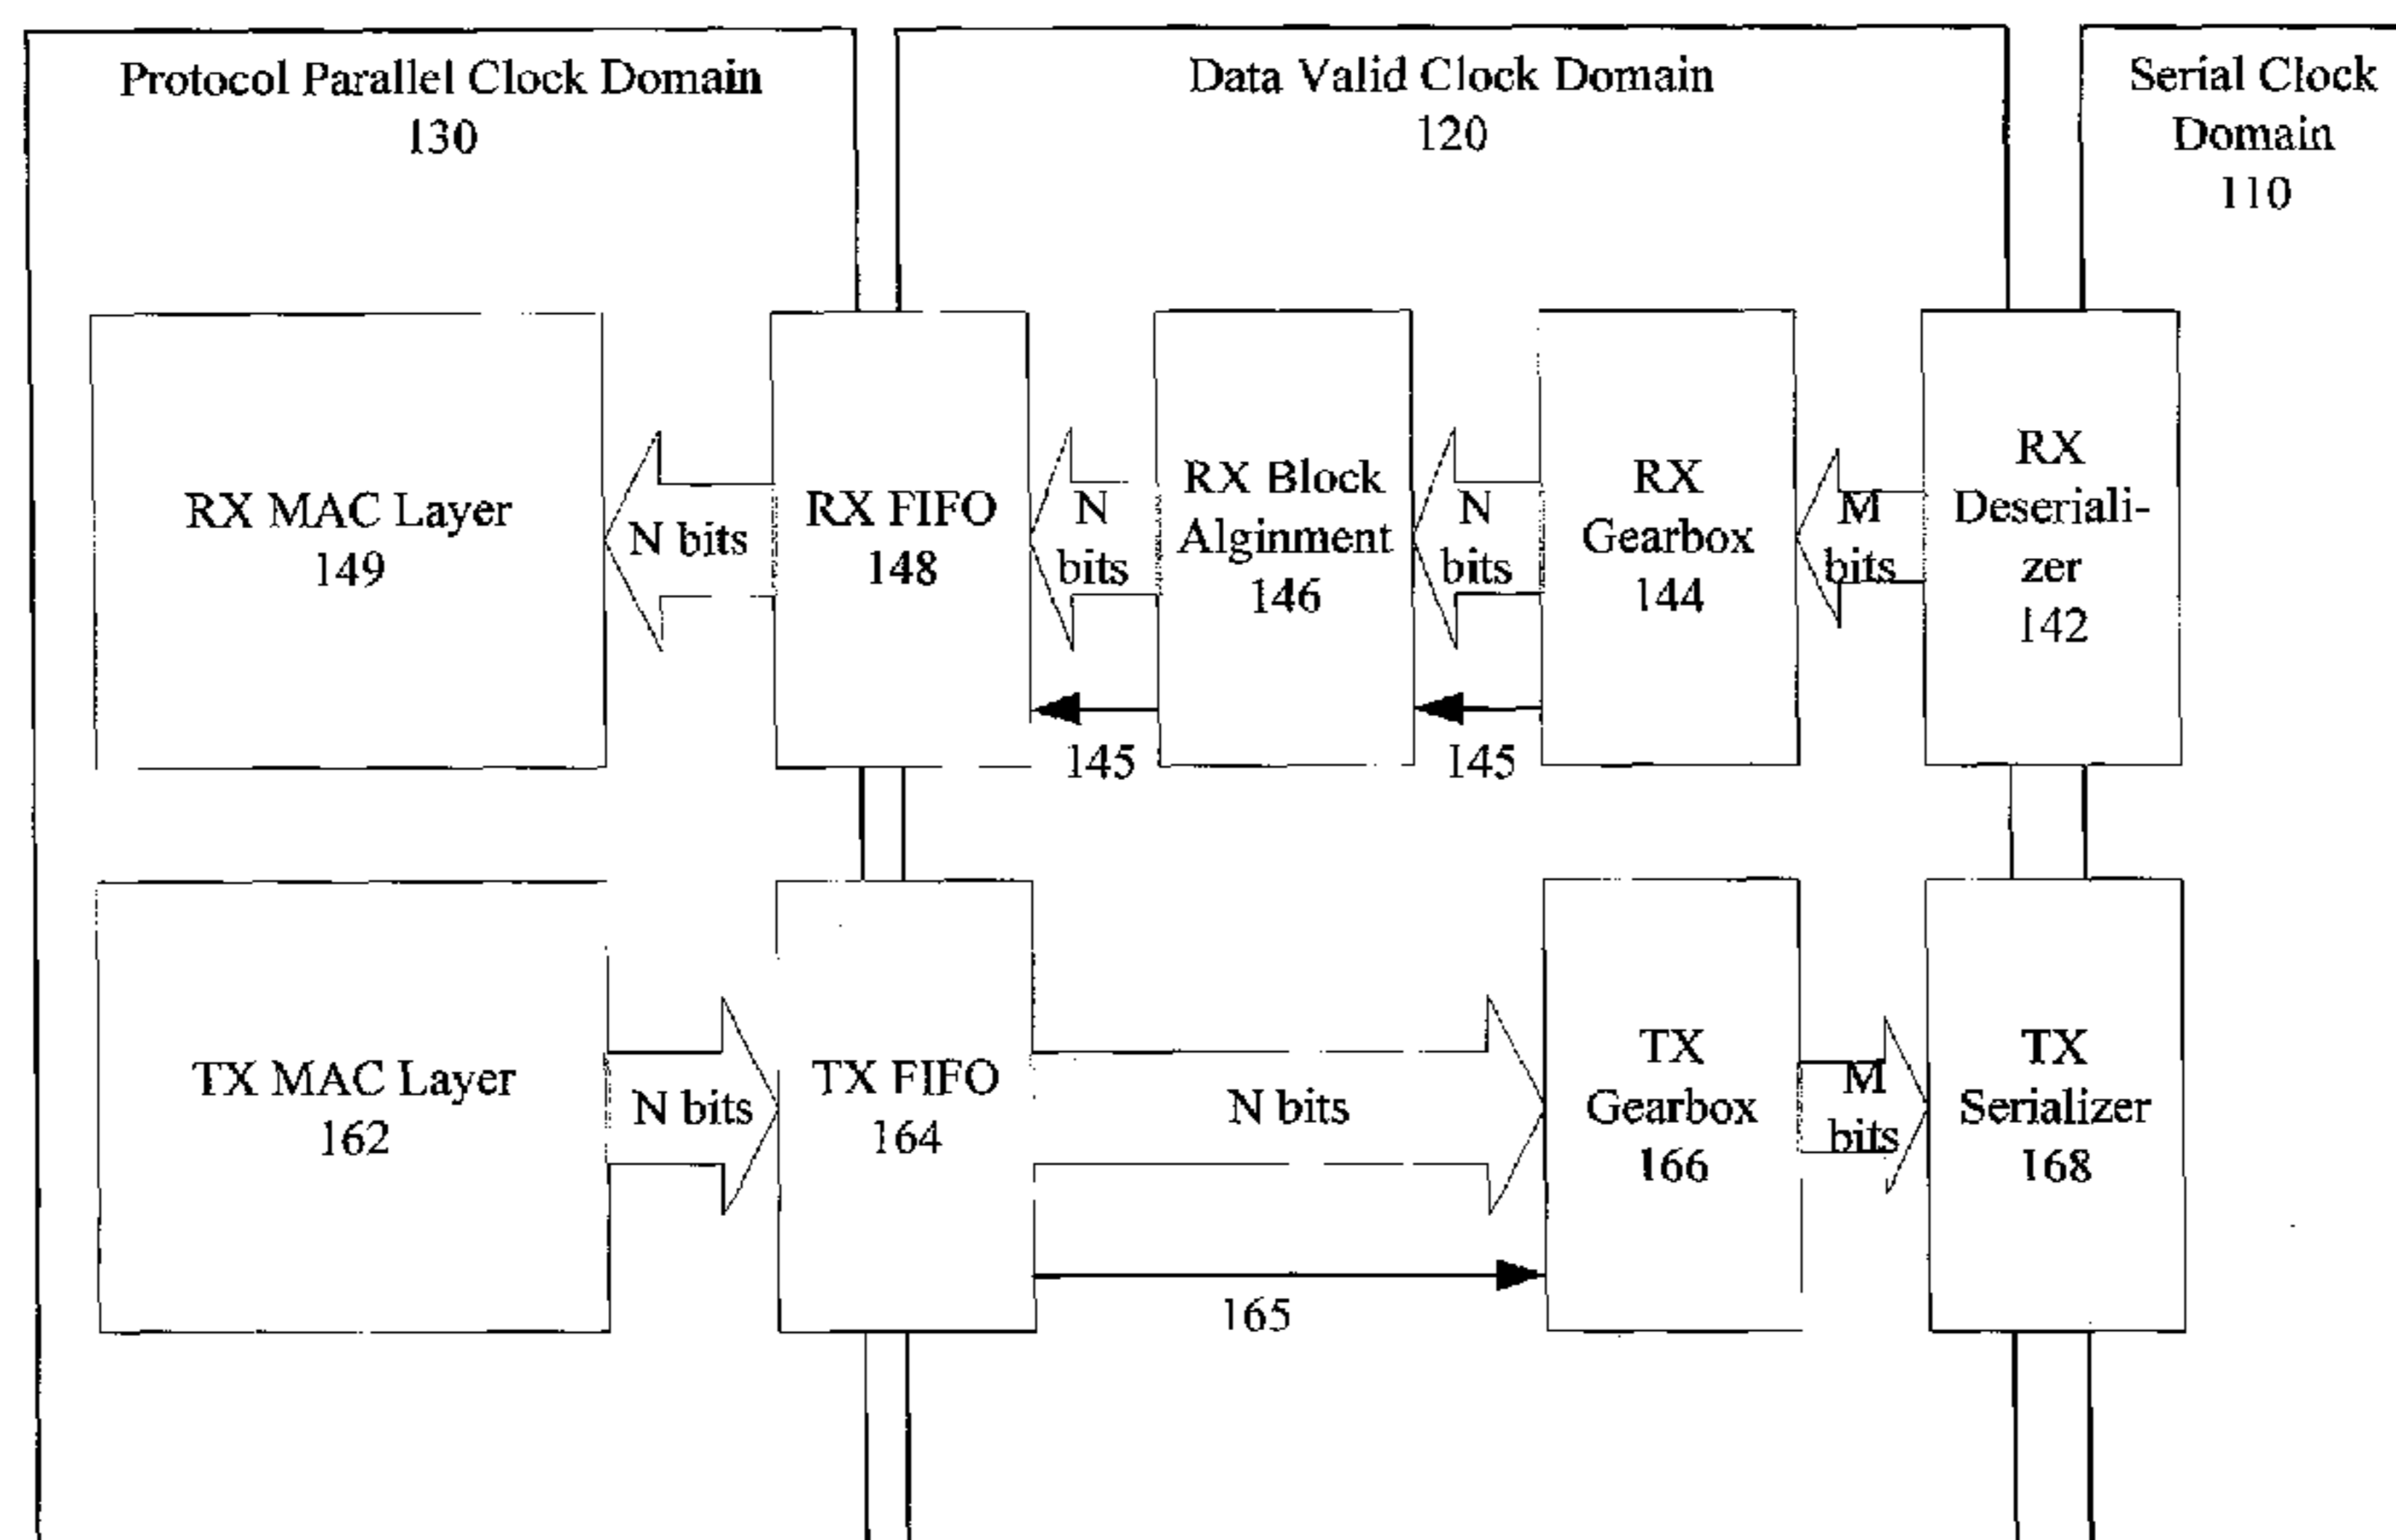 Protocol Parallel Clock Domain
130
Data Valid Clock Domain
120
Serial Clock
Domain
110
RX MAC Layer
149
N bits
RX FIFO
148
N
bits
RX Block
Alginment
146
N
bits
RX
Gearbox
144
M
bits
RX
Deseriali-
zer
142
145
145
TX MAC Layer
162
N bits
TX FIFO
164
N bits
TX
Gearbox
166
M
bits
TX
Serializer
168
165